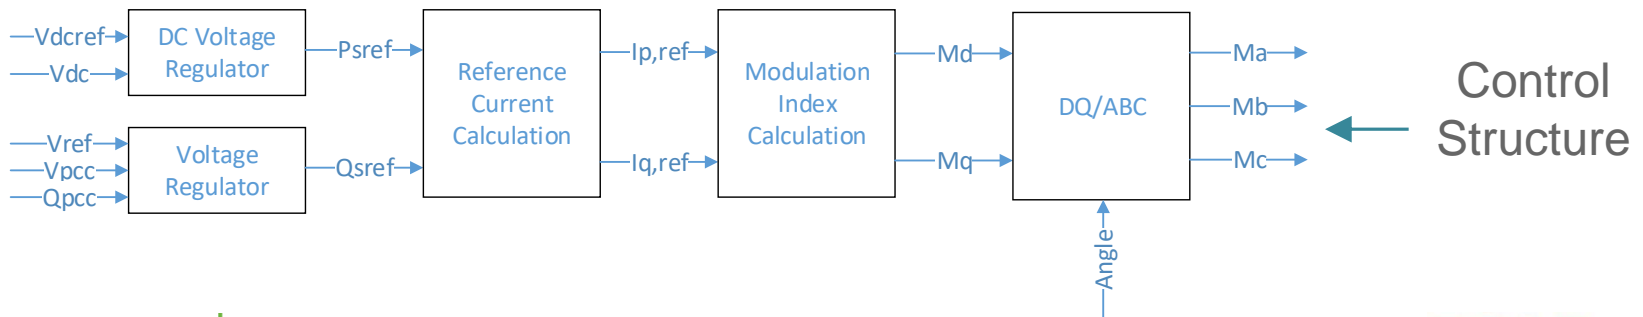 Vdcref
Vdc
DC Voltage
Regulator
Psref
Vref
Vpcc
Qpcc
Voltage
Regulator
Qsref
Reference
Current
Calculation
Ip,ref
Iq,ref
Modulation
Index
Calculation
Md
Mq
DQ/ABC
Angle
Ma
Mb
Mc
Control
Structure